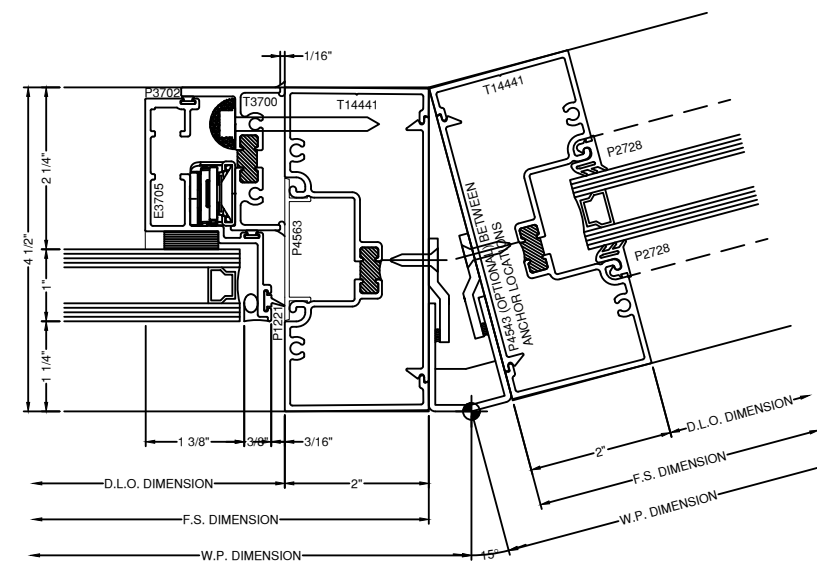 1/16"
P3702
T3700
T14441
T14441
P2728
P2728
E3705
P4563
P1221
P4543 (OPTIONAL) BETWEEN
ANCHOR LOCATIONS
2 1/4"
4 1/2"
1"
1 1/4"
1 3/8"
3/8"
3/16"
D.L.O. DIMENSION
2"
F.S. DIMENSION
W.P. DIMENSION
15°
2"
D.L.O. DIMENSION
F.S. DIMENSION
W.P. DIMENSION